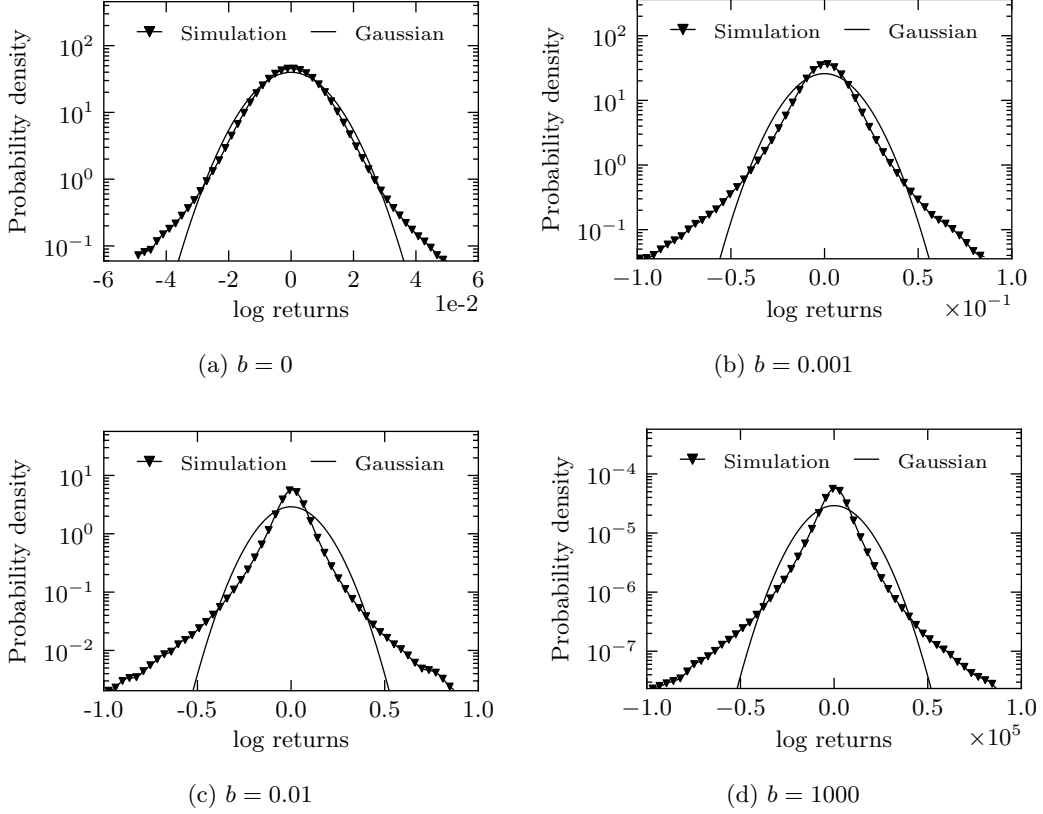 Simulation Gaussian
Probability density
10^2
10^1
10^0
10^−1
-6 -4 -2 0 2 4 6
1e-2
log returns
(a) b = 0
Simulation Gaussian
Probability density
10^2
10^1
10^0
10^−1
−1.0 −0.5 0.0 0.5 1.0
×10^−1
log returns
(b) b = 0.001
Simulation Gaussian
Probability density
10^1
10^0
10^−1
10^−2
-1.0 -0.5 0.0 0.5 1.0
log returns
(c) b = 0.01
Simulation Gaussian
Probability density
10^−4
10^−5
10^−6
10^−7
−1.0 −0.5 0.0 0.5 1.0
×10^5
log returns
(d) b = 1000